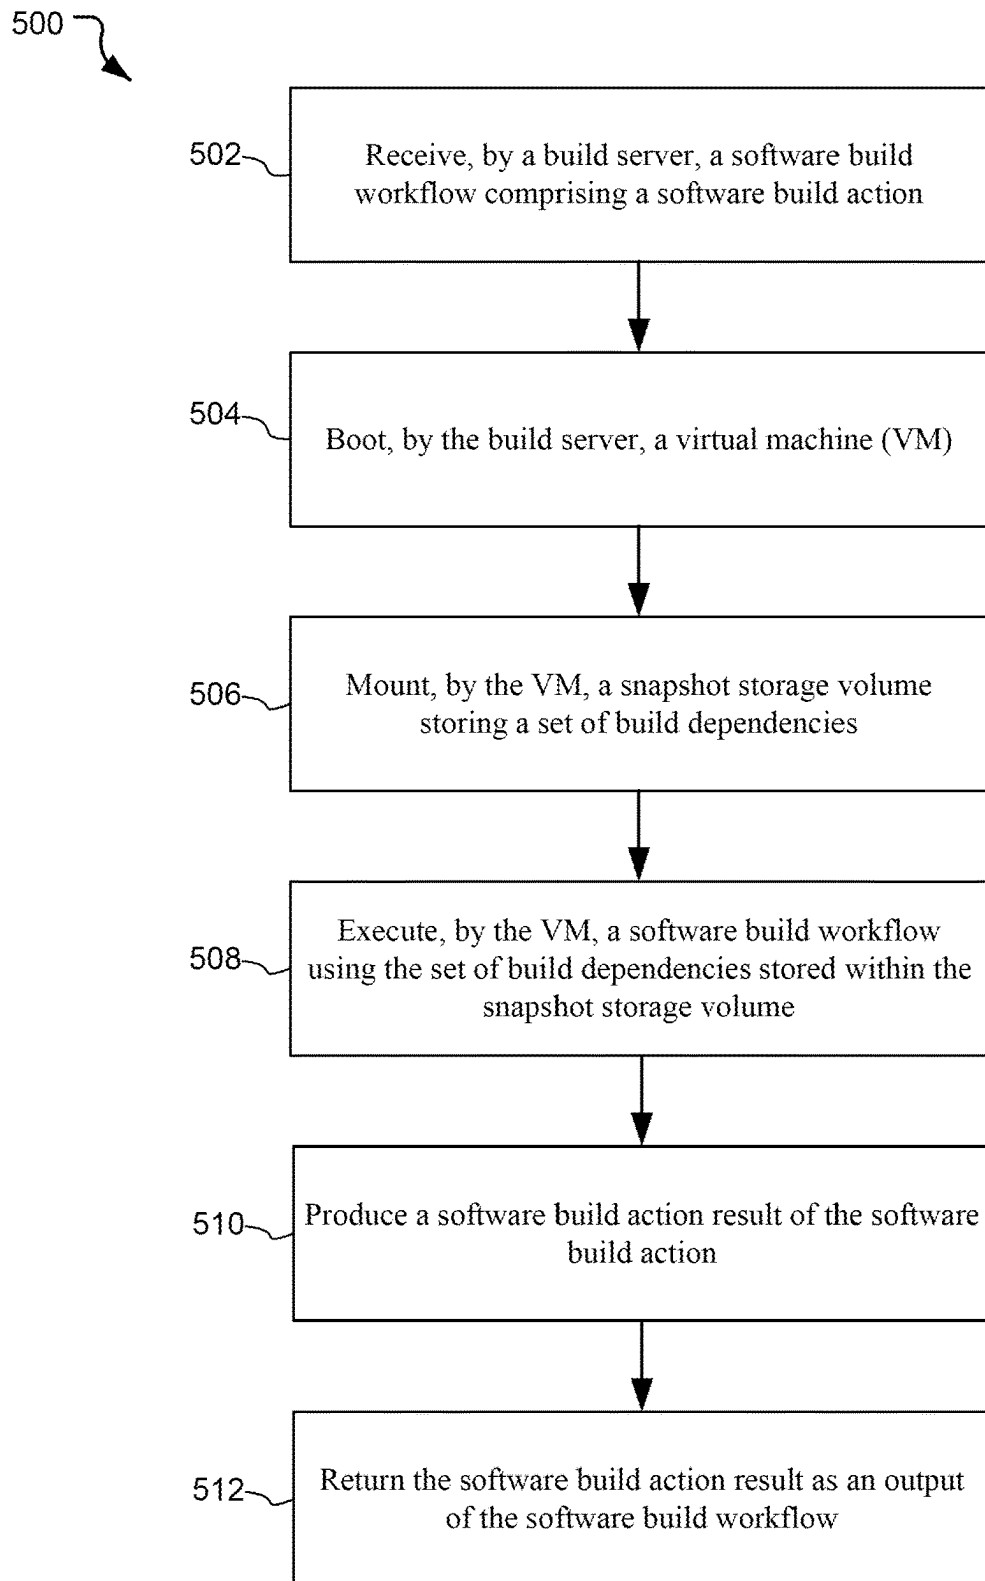 500
502
Receive, by a build server, a software build
workflow comprising a software build action
504
Boot, by the build server, a virtual machine (VM)
506
Mount, by the VM, a snapshot storage volume
storing a set of build dependencies
508
Execute, by the VM, a software build workflow
using the set of build dependencies stored within the
snapshot storage volume
510
Produce a software build action result of the software
build action
512
Return the software build action result as an output
of the software build workflow